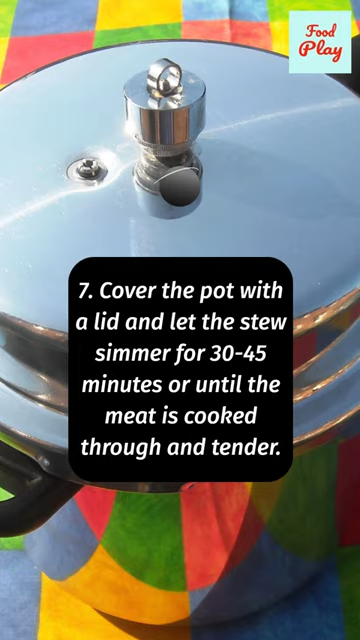 Food
Play
7. Cover the pot with
a lid and let the stew
simmer for 30-45
minutes or until the
meat is cooked
through and tender.